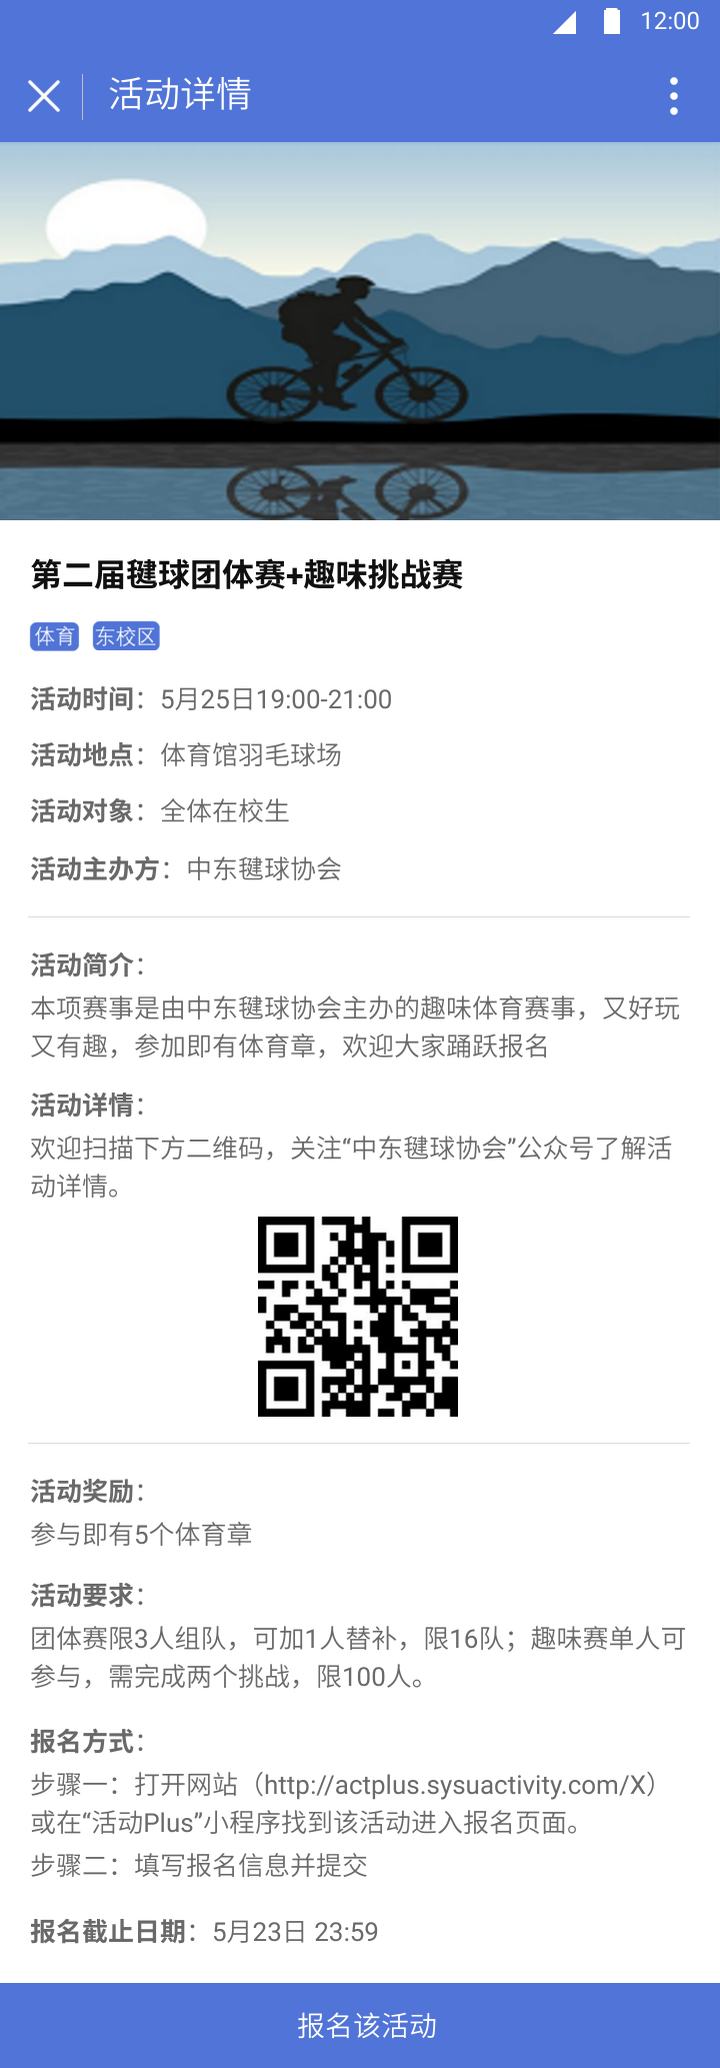 12:00
活动详情
第二届毽球团体赛+趣味挑战赛
体育 东校区
活动时间：5月25日19:00-21:00
活动地点：体育馆羽毛球场
活动对象：全体在校生
活动主办方：中东毽球协会
活动简介：
本项赛事是由中东毽球协会主办的趣味体育赛事，又好玩
又有趣，参加即有体育章，欢迎大家踊跃报名
活动详情：
欢迎扫描下方二维码，关注“中东毽球协会”公众号了解活
动详情。
活动奖励：
参与即有5个体育章
活动要求：
团体赛限3人组队，可加1人替补，限16队；趣味赛单人可
参与，需完成两个挑战，限100人。
报名方式：
步骤一：打开网站（http://actplus.sysuactivity.com/X）
或在“活动Plus”小程序找到该活动进入报名页面。
步骤二：填写报名信息并提交
报名截止日期：5月23日 23:59
报名该活动